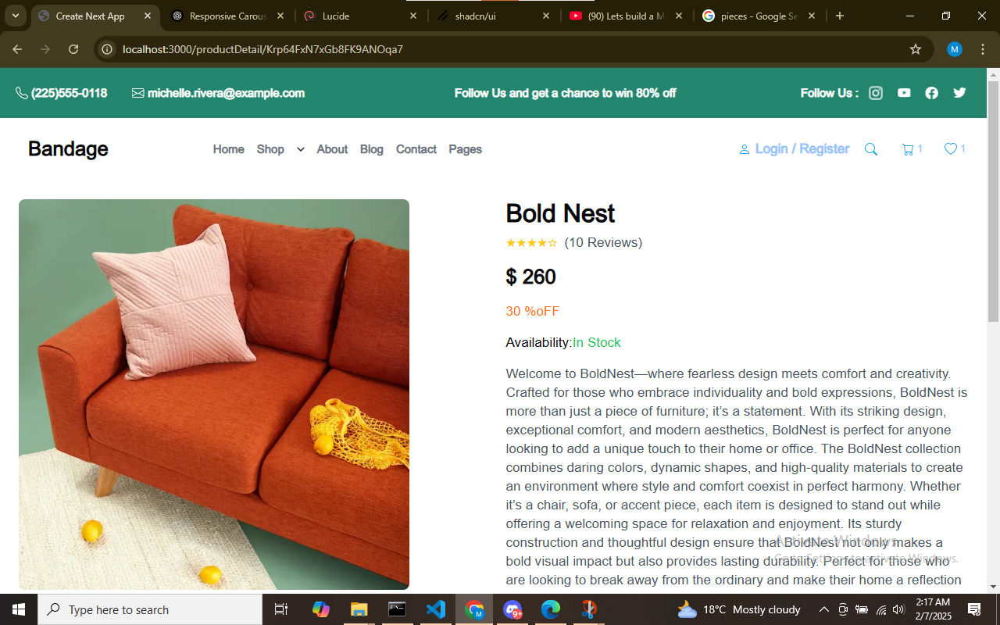 Create Next App
Responsive Carous
Lucide
shadcn/ui
(90) Lets build a M
pieces - Google Se
localhost:3000/productDetail/Krp64FxN7xGb8FK9ANOqa7
M
(225)555-0118
michelle.rivera@example.com
Follow Us and get a chance to win 80% off
Follow Us :
Bandage
Home
Shop
About
Blog
Contact
Pages
Login / Register
1
1
Bold Nest
★★★★☆ (10 Reviews)
$ 260
30 %oFF
Availability:In Stock
Welcome to BoldNest—where fearless design meets comfort and creativity.
Crafted for those who embrace individuality and bold expressions, BoldNest is
more than just a piece of furniture; it’s a statement. With its striking design,
exceptional comfort, and modern aesthetics, BoldNest is perfect for anyone
looking to add a unique touch to their home or office. The BoldNest collection
combines daring colors, dynamic shapes, and high-quality materials to create
an environment where style and comfort coexist in perfect harmony. Whether
it’s a chair, sofa, or accent piece, each item is designed to stand out while
offering a welcoming space for relaxation and enjoyment. Its sturdy
construction and thoughtful design ensure that BoldNest not only makes a
bold visual impact but also provides lasting durability. Perfect for those who
are looking to break away from the ordinary and make their home a reflection
Activate Windows
Go to Settings to activate Windows.
Type here to search
M
9+
18°C Mostly cloudy
2:17 AM
2/7/2025